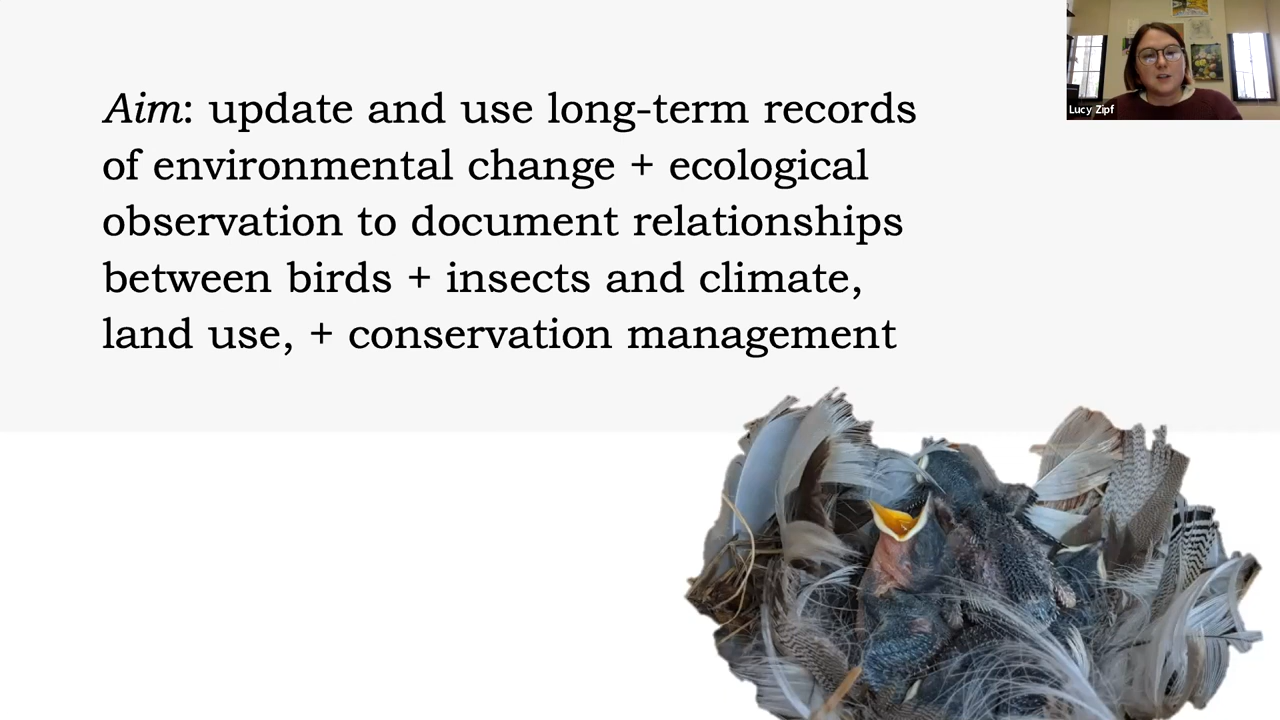 Aim: update and use long-term records
of environmental change + ecological
observation to document relationships
between birds + insects and climate,
land use, + conservation management
Lucy Zipf